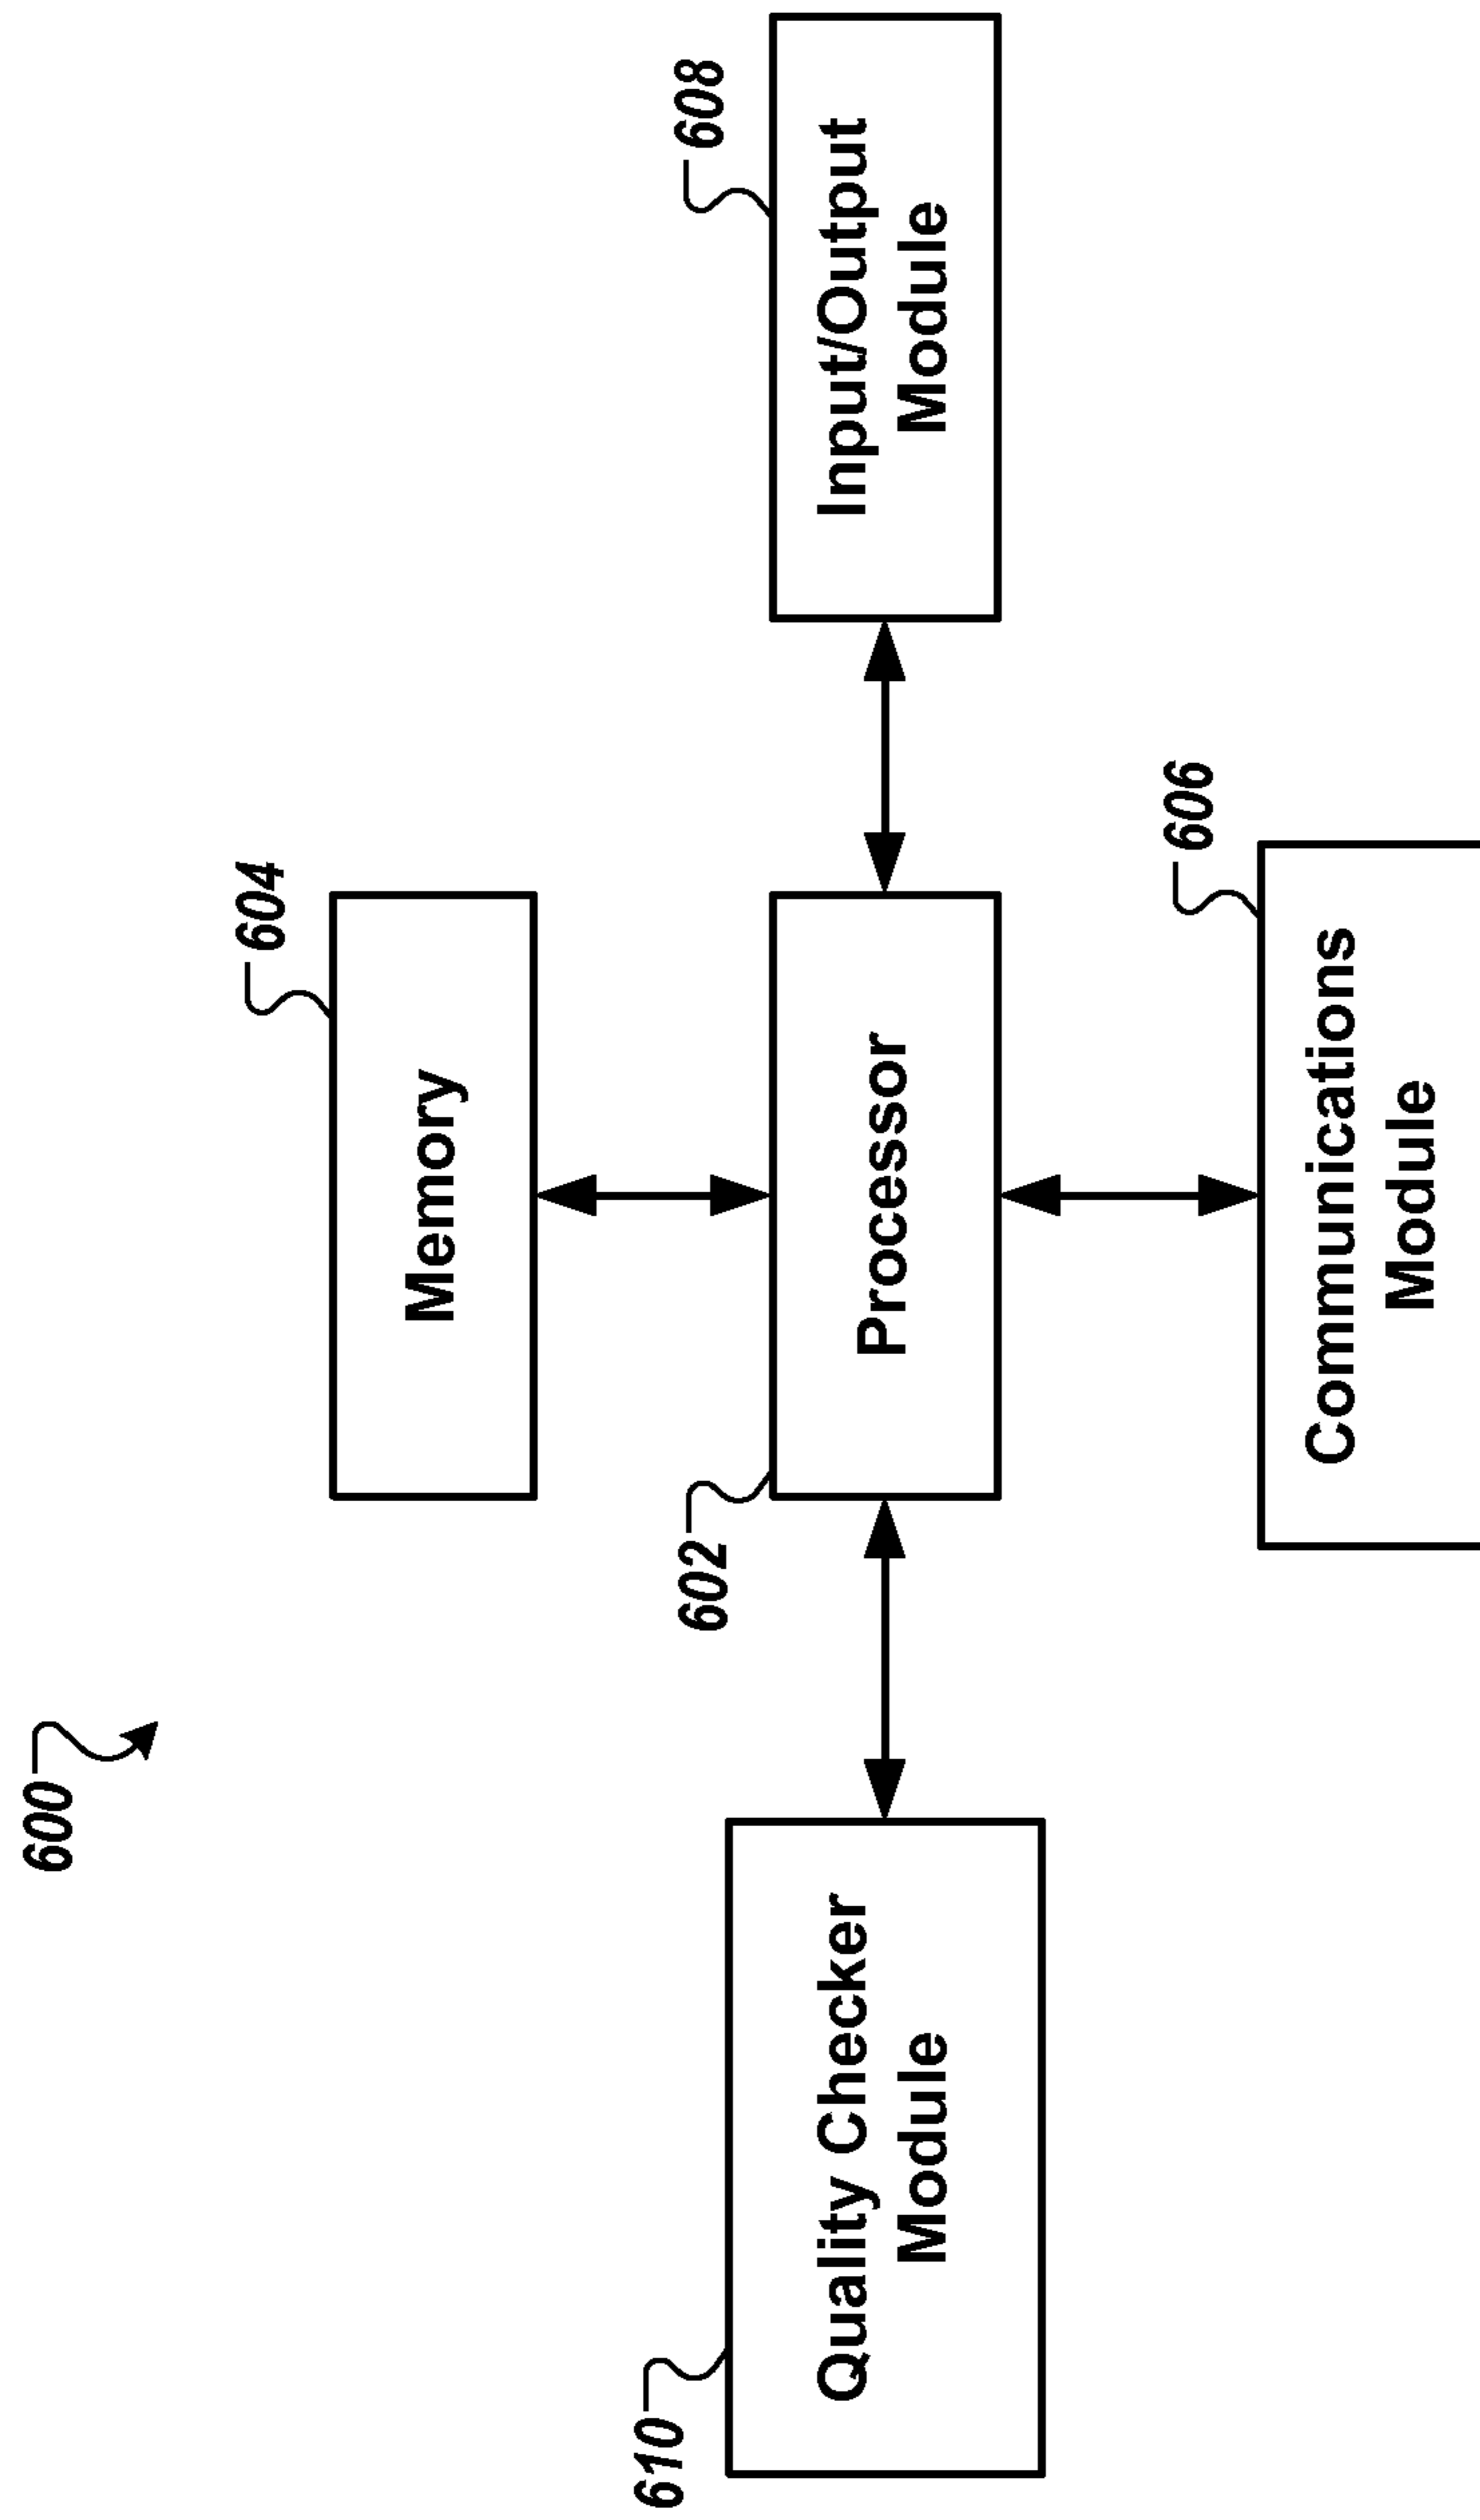 600
604
Memory
602
Processor
608
Input/Output
Module
610
Quality Checker
Module
606
Communications
Module